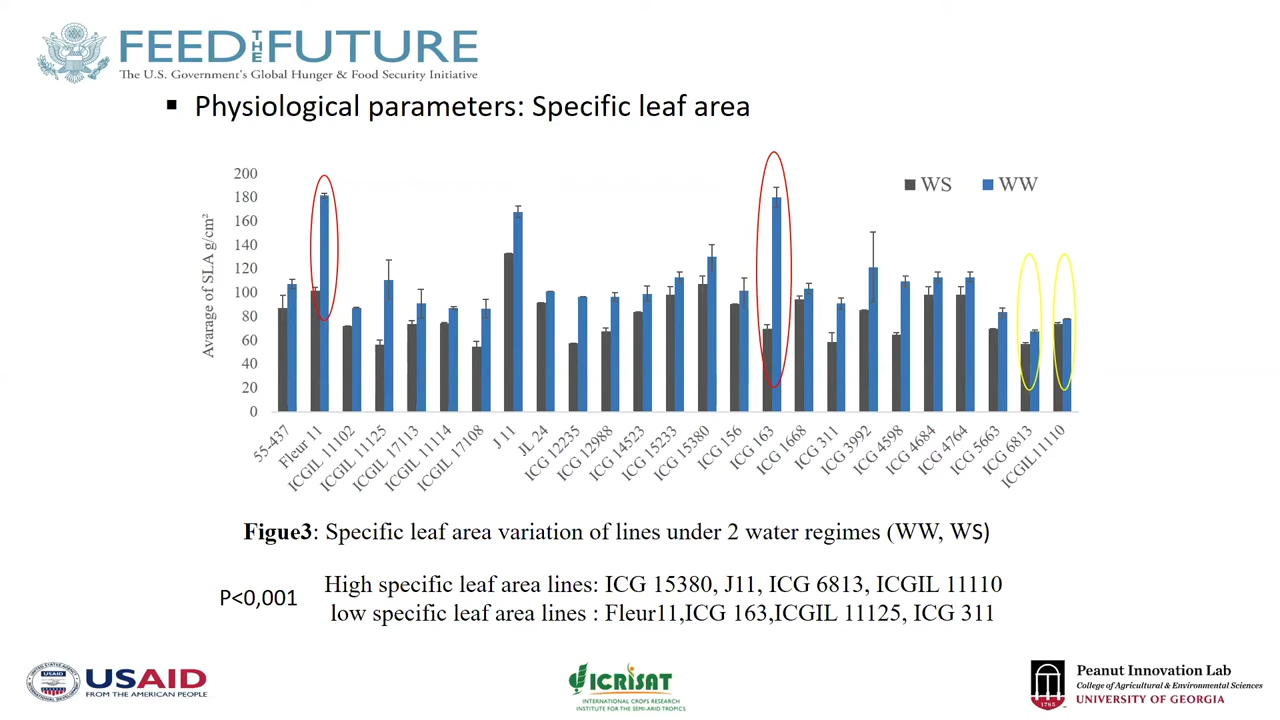 FEED THE FUTURE
The U.S. Government's Global Hunger & Food Security Initiative
▪ Physiological parameters: Specific leaf area
Avarage of SLA g/cm²
200
180
160
140
120
100
80
60
40
20
0
WS
WW
55-437
Fleur 11
ICGIL 11102
ICGIL 11125
ICGIL 17113
ICGIL 11114
ICGIL 17108
J 11
JL 24
ICG 12235
ICG 12988
ICG 14523
ICG 15233
ICG 15380
ICG 156
ICG 163
ICG 1668
ICG 311
ICG 3992
ICG 4598
ICG 4684
ICG 4764
ICG 5663
ICG 6813
ICGIL11110
Figue3: Specific leaf area variation of lines under 2 water regimes (WW, WS)
P<0,001
High specific leaf area lines: ICG 15380, J11, ICG 6813, ICGIL 11110
low specific leaf area lines : Fleur11,ICG 163,ICGIL 11125, ICG 311
USAID
USAID
FROM THE AMERICAN PEOPLE
ICRISAT
INTERNATIONAL CROPS RESEARCH
INSTITUTE FOR THE SEMI-ARID TROPICS
1785
Peanut Innovation Lab
College of Agricultural & Environmental Sciences
UNIVERSITY OF GEORGIA